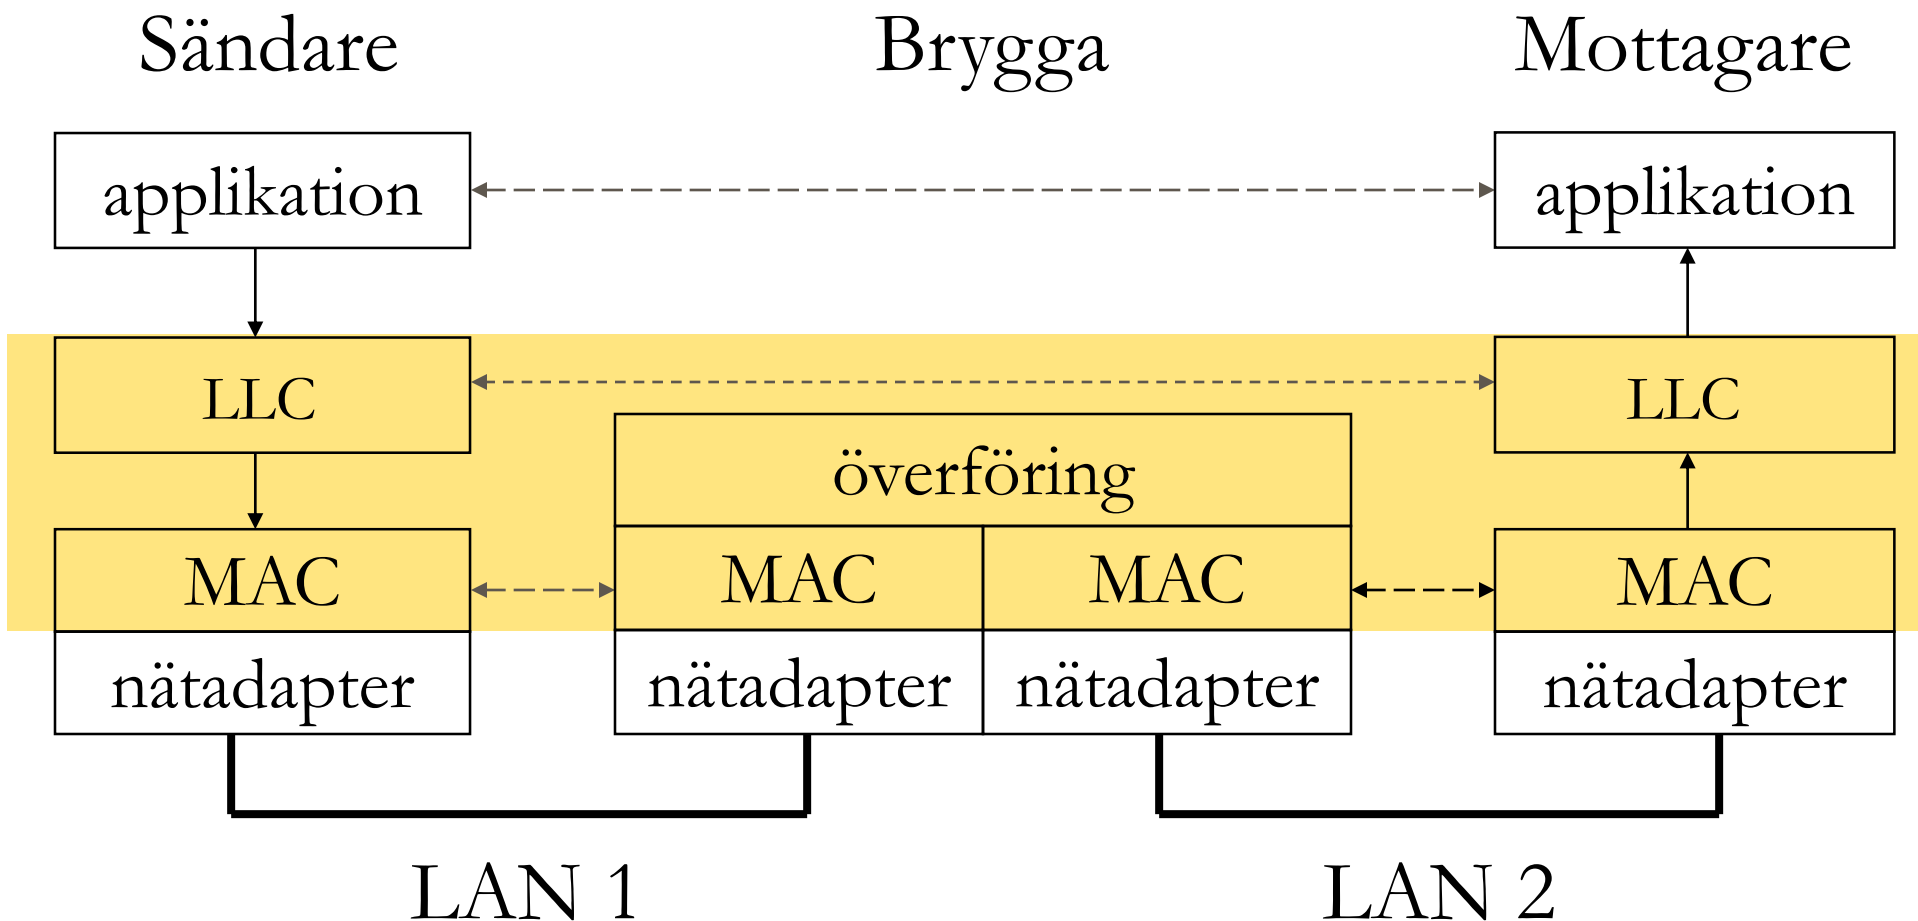 Sändare
Brygga
Mottagare
applikation
applikation
LLC
LLC
överföring
MAC
MAC
MAC
MAC
nätadapter
nätadapter
nätadapter
nätadapter
LAN 1
LAN 2